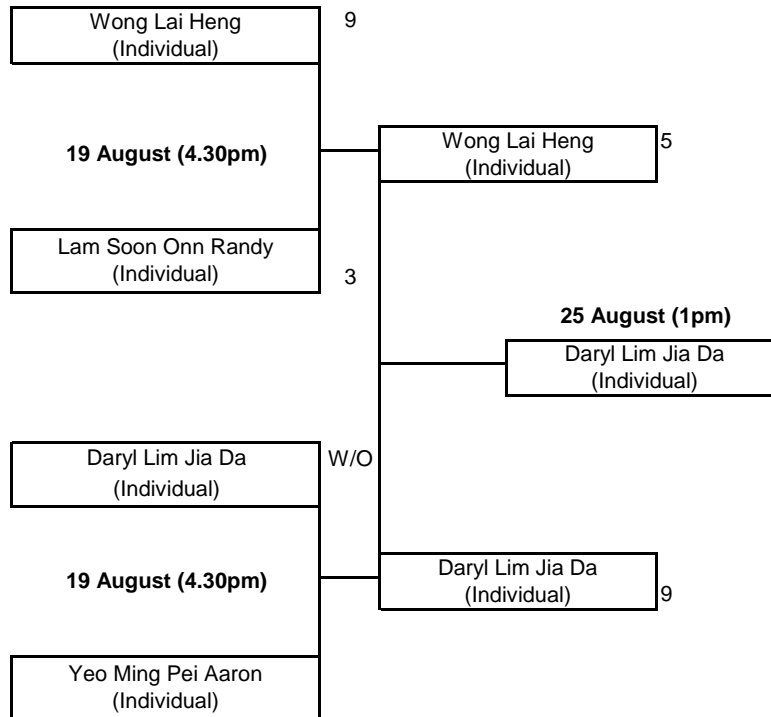 Wong Lai Heng
(Individual)
9
19 August (4.30pm)
Wong Lai Heng
(Individual)
5
Lam Soon Onn Randy
(Individual)
3
25 August (1pm)
Daryl Lim Jia Da
(Individual)
Daryl Lim Jia Da
(Individual)
W/O
19 August (4.30pm)
Daryl Lim Jia Da
(Individual)
9
Yeo Ming Pei Aaron
(Individual)